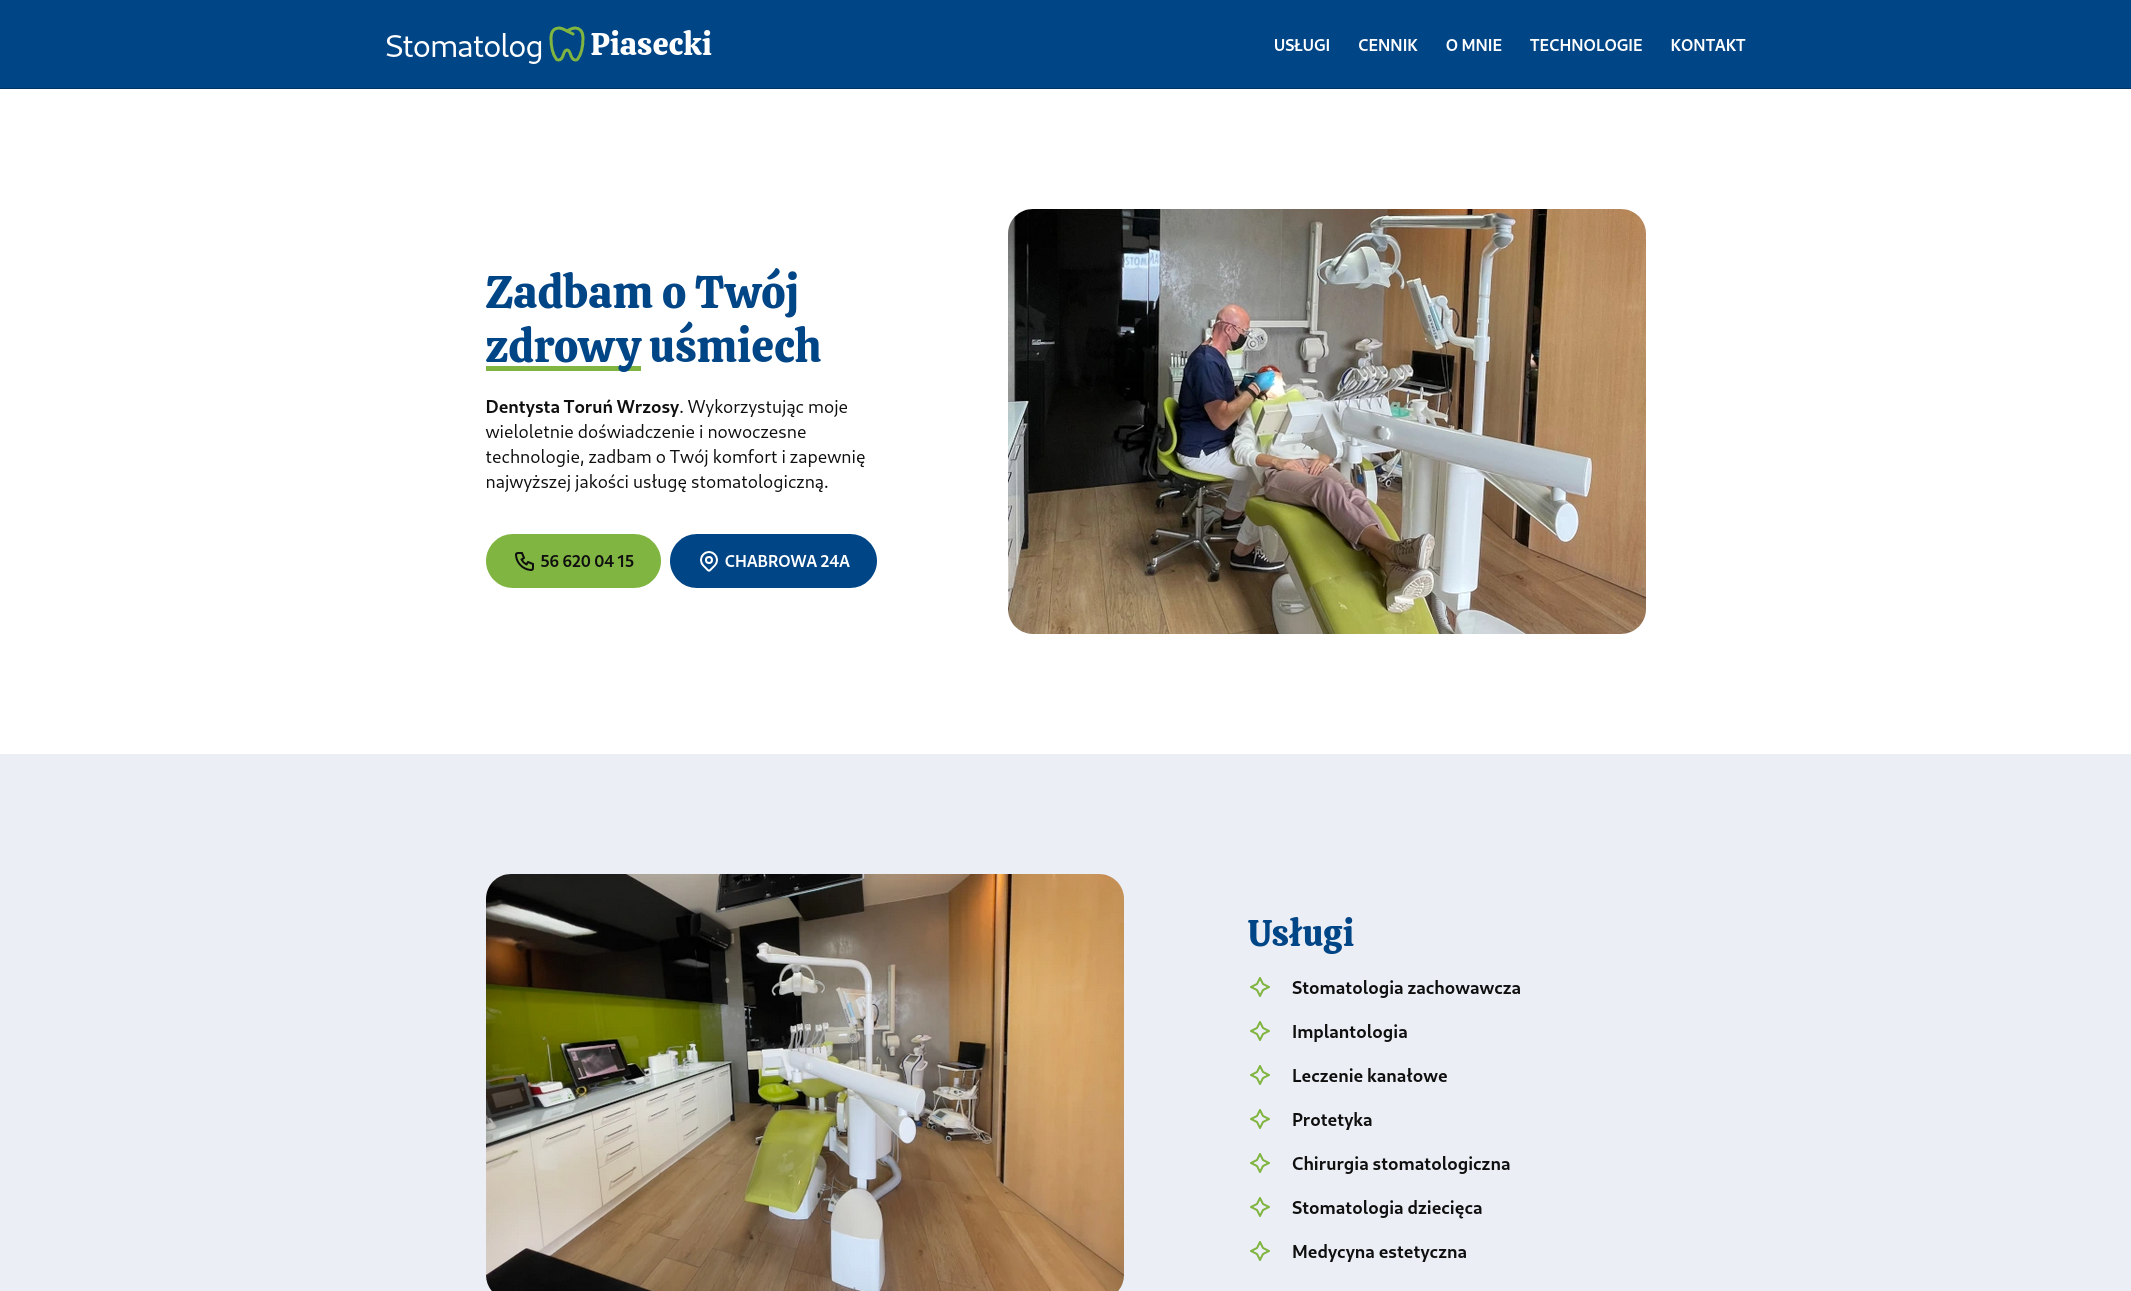 Stomatolog Piasecki
USŁUGI CENNIK O MNIE TECHNOLOGIE KONTAKT
Zadbam o Twój
zdrowy uśmiech
Dentysta Toruń Wrzosy. Wykorzystując moje
wieloletnie doświadczenie i nowoczesne
technologie, zadbam o Twój komfort i zapewnię
najwyższej jakości usługę stomatologiczną.
56 620 04 15
CHABROWA 24A
Usługi
Stomatologia zachowawcza
Implantologia
Leczenie kanałowe
Protetyka
Chirurgia stomatologiczna
Stomatologia dziecięca
Medycyna estetyczna